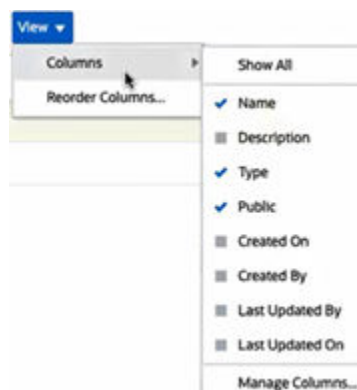 View
Columns
Reorder Columns...
Show All
Name
Description
Type
Public
Created On
Created By
Last Updated By
Last Updated On
Manage Columns...